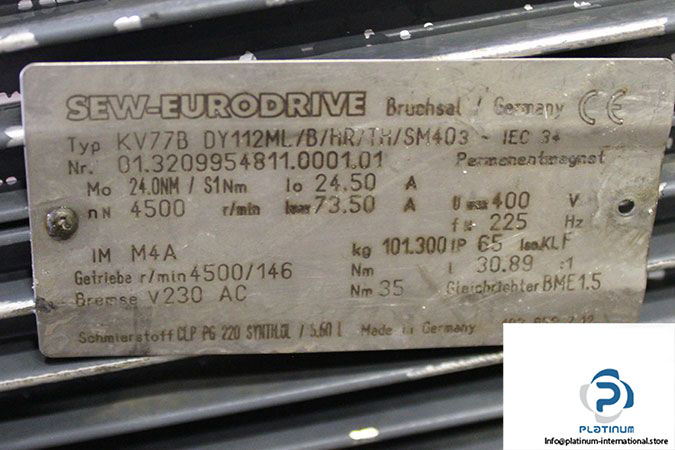 SEW-EURODRIVE Bruchsal / Germany CE
Typ KV77B DY112ML/B/HR/TH/SM403 - IEC 34
Nr. 01.3209954811.0001.01 Permanentmagnet
Mo 24.0NM / S1Nm Io 24.50 A U max 400 V
nN 4500 r/min Imax 73.50 A f N 225 Hz
IM M4A kg 101.300 IP 65 Iso.KL F
Getriebe r/min 4500/146 Nm i 30.89 :1
Bremse V230 AC Nm 35 Gleichrichter BME1.5
Schmierstoff CLP PG 220 SYNTH.ÖL / 5.60 l Made in Germany
PLATINUM
Info@platinum-international.store